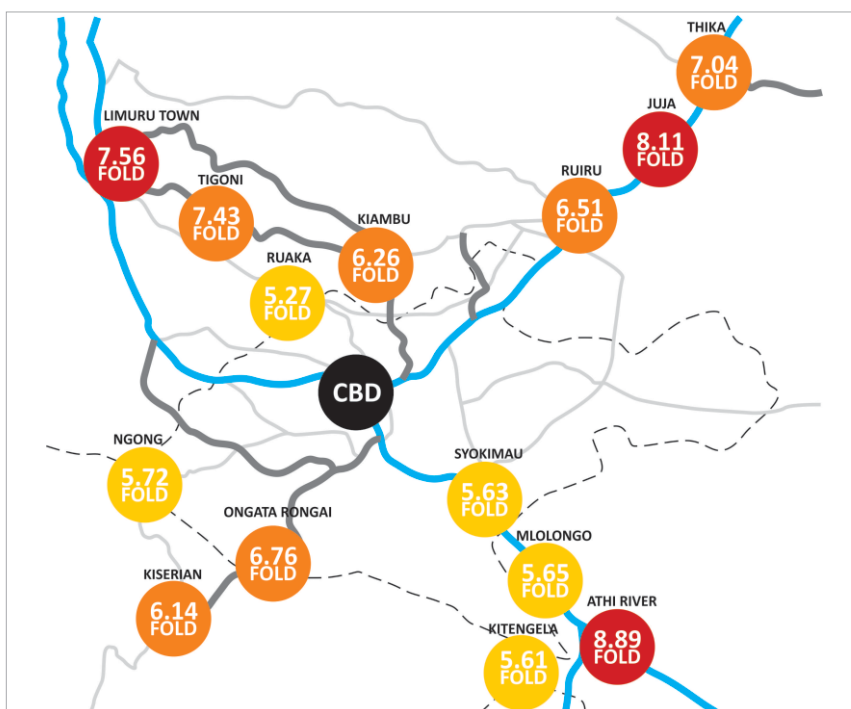 THIKA
7.04
FOLD
JUJA
8.11
FOLD
LIMURU TOWN
7.56
FOLD
TIGONI
7.43
FOLD
RUIRU
6.51
FOLD
KIAMBU
6.26
FOLD
RUAKA
5.27
FOLD
CBD
NGONG
5.72
FOLD
SYOKIMAU
5.63
FOLD
ONGATA RONGAI
6.76
FOLD
MLOLONGO
5.65
FOLD
KISERIAN
6.14
FOLD
ATHI RIVER
8.89
FOLD
KITENGELA
5.61
FOLD